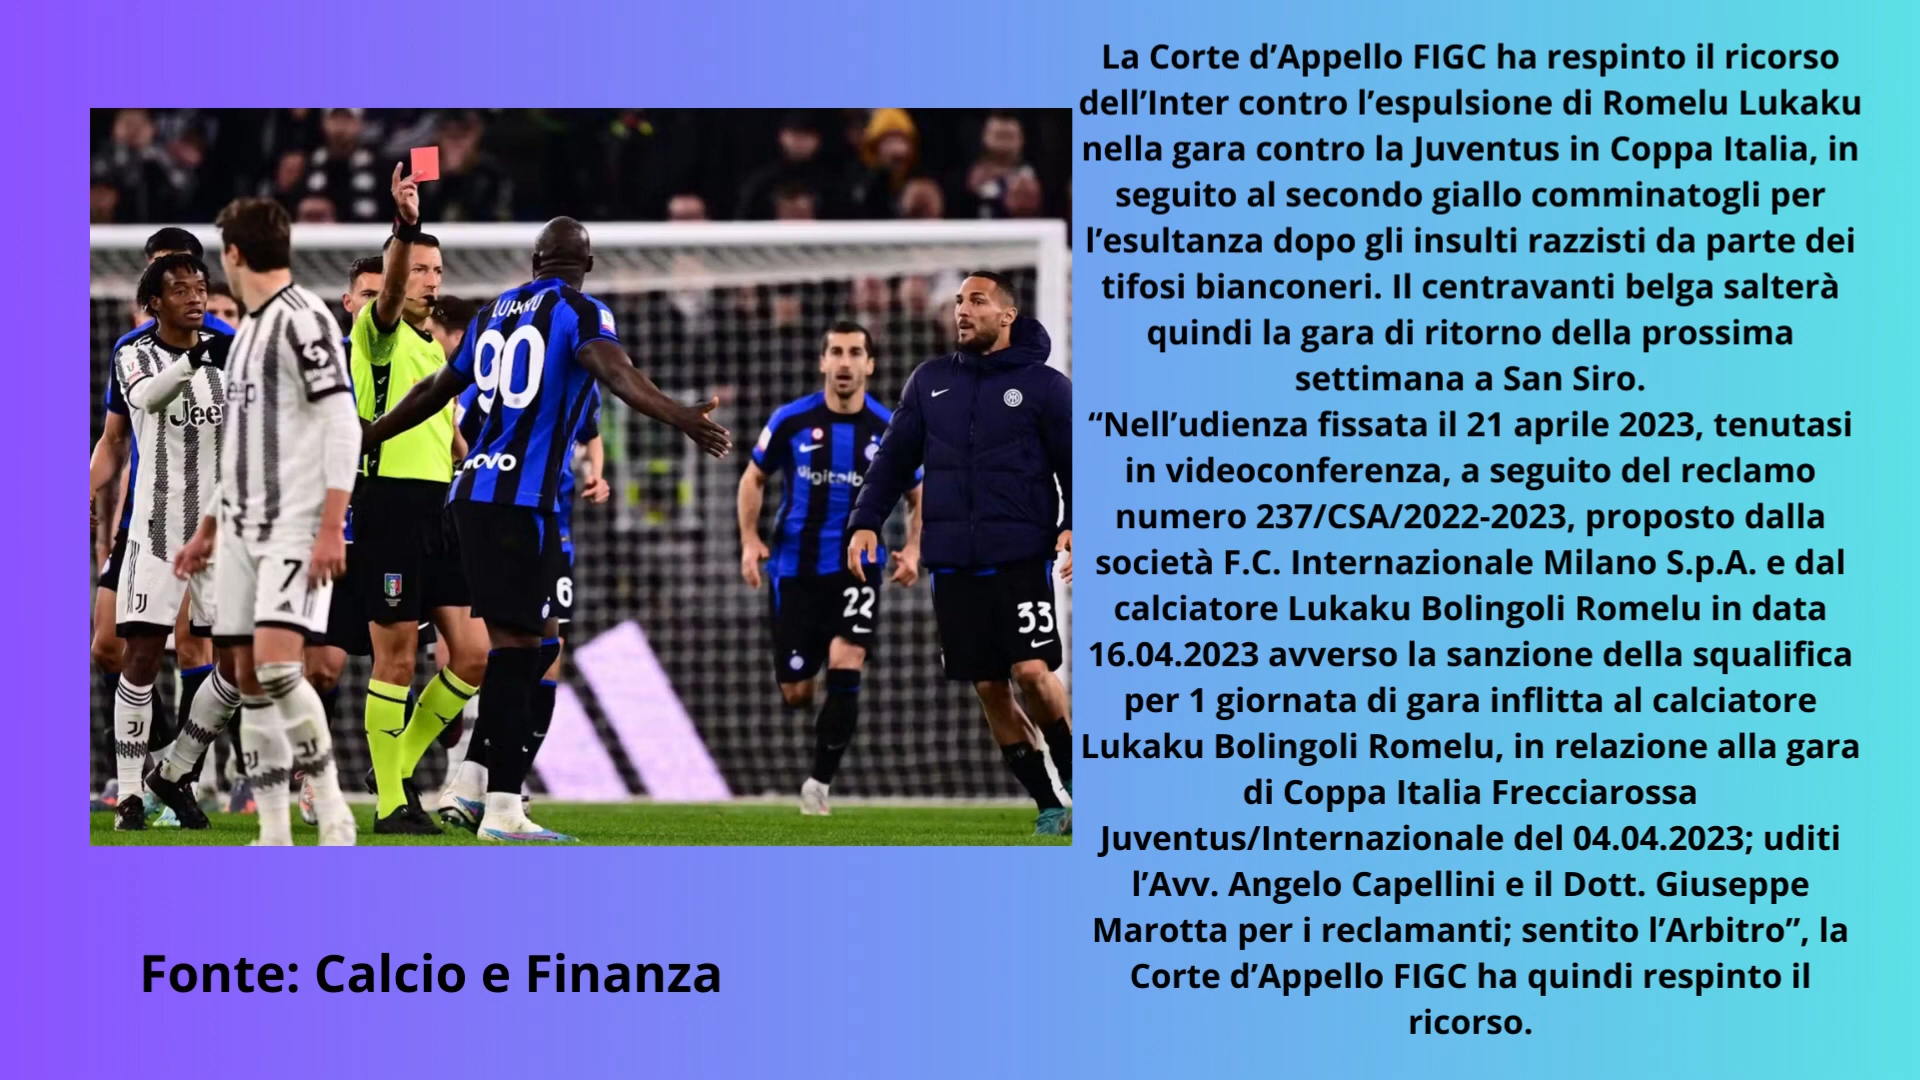 La Corte d’Appello FIGC ha respinto il ricorso
dell’Inter contro l’espulsione di Romelu Lukaku
nella gara contro la Juventus in Coppa Italia, in
seguito al secondo giallo comminatogli per
l’esultanza dopo gli insulti razzisti da parte dei
tifosi bianconeri. Il centravanti belga salterà
quindi la gara di ritorno della prossima
settimana a San Siro.
“Nell’udienza fissata il 21 aprile 2023, tenutasi
in videoconferenza, a seguito del reclamo
numero 237/CSA/2022-2023, proposto dalla
società F.C. Internazionale Milano S.p.A. e dal
calciatore Lukaku Bolingoli Romelu in data
16.04.2023 avverso la sanzione della squalifica
per 1 giornata di gara inflitta al calciatore
Lukaku Bolingoli Romelu, in relazione alla gara
di Coppa Italia Frecciarossa
Juventus/Internazionale del 04.04.2023; uditi
l’Avv. Angelo Capellini e il Dott. Giuseppe
Marotta per i reclamanti; sentito l’Arbitro”, la
Corte d’Appello FIGC ha quindi respinto il
ricorso.
Fonte: Calcio e Finanza
LUKAKU
90
novo
Jeep
eep
7
6
digitalb
22
33